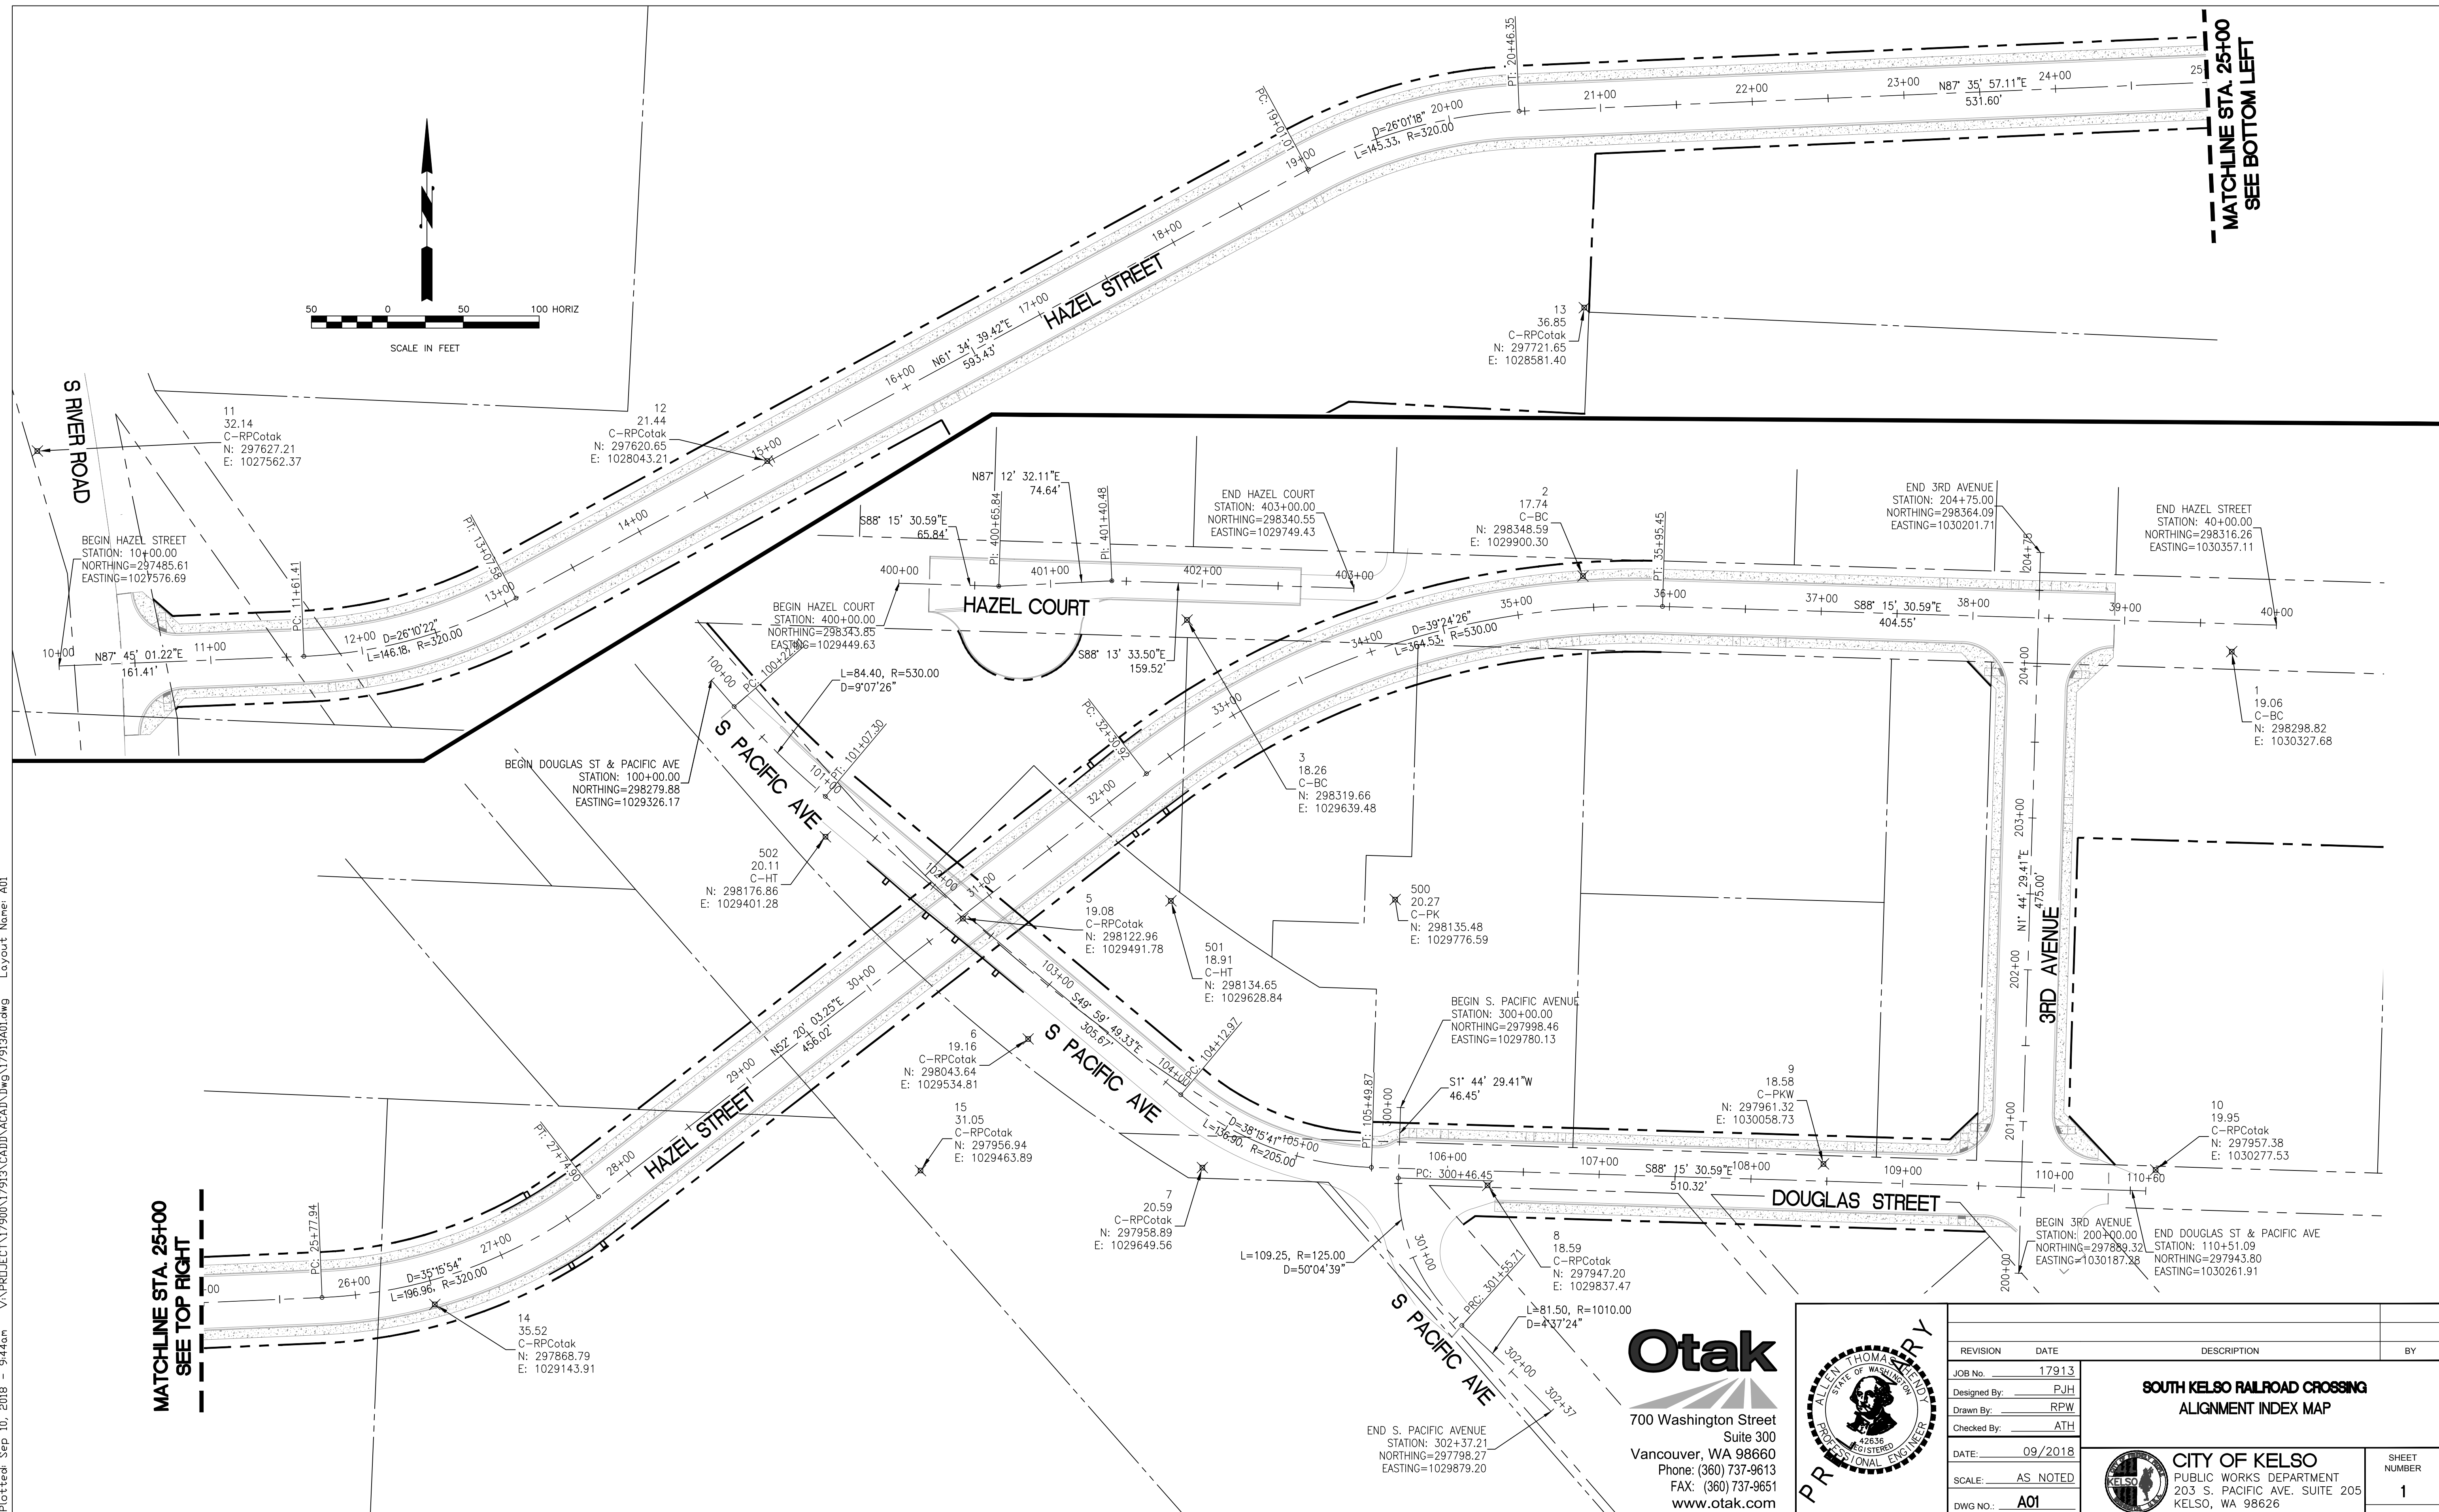 PT: 20+46.35
MATCHLINE STA. 25+00
SEE BOTTOM LEFT
PC: 19+01.01
19+00
D=26°01'18"
L=145.33, R=320.00
20+00
21+00
22+00
23+00
N87° 35' 57.11"E
531.60'
24+00
25
50 0 50 100 HORIZ
SCALE IN FEET
18+00
17+00
HAZEL STREET
N61° 34' 39.42"E
593.43'
16+00
15+00
14+00
13
36.85
C-RPCotak
N: 297721.65
E: 1028581.40
S RIVER ROAD
11
32.14
C-RPCotak
N: 297627.21
E: 1027562.37
12
21.44
C-RPCotak
N: 297620.65
E: 1028043.21
BEGIN HAZEL STREET
STATION: 10+00.00
NORTHING=297485.61
EASTING=1027576.69
10+00
N87° 45' 01.22"E
161.41'
11+00
PC: 11+61.41
12+00
D=26°10'22"
L=146.18, R=320.00
13+00
PT: 13+07.58
N87° 12' 32.11"E
74.64'
S88° 15' 30.59"E
65.84'
PI: 400+65.84
PI: 401+40.48
END HAZEL COURT
STATION: 403+00.00
NORTHING=298340.55
EASTING=1029749.43
400+00
401+00
402+00
403+00
HAZEL COURT
BEGIN HAZEL COURT
STATION: 400+00.00
NORTHING=298343.85
EASTING=1029449.63
S88° 13' 33.50"E
159.52'
2
17.74
C-BC
N: 298348.59
E: 1029900.30
PT: 35+95.45
END 3RD AVENUE
STATION: 204+75.00
NORTHING=298364.09
EASTING=1030201.71
204+75
END HAZEL STREET
STATION: 40+00.00
NORTHING=298316.26
EASTING=1030357.11
35+00
36+00
37+00
S88° 15' 30.59"E
404.55'
38+00
39+00
40+00
34+00
D=39°24'26"
L=364.53, R=530.00
33+00
PC: 32+30.92
32+00
1
19.06
C-BC
N: 298298.82
E: 1030327.68
100+00
L=84.40, R=530.00
D=9°07'26"
BEGIN DOUGLAS ST & PACIFIC AVE
STATION: 100+00.00
NORTHING=298279.88
EASTING=1029326.17
S PACIFIC AVE
101+00
PT: 101+07.30
3
18.26
C-BC
N: 298319.66
E: 1029639.48
502
20.11
C-HT
N: 298176.86
E: 1029401.28
102+00
31+00
5
19.08
C-RPCotak
N: 298122.96
E: 1029491.78
501
18.91
C-HT
N: 298134.65
E: 1029628.84
500
20.27
C-PK
N: 298135.48
E: 1029776.59
30+00
N52° 20' 03.25"E
456.02'
29+00
28+00
HAZEL STREET
6
19.16
C-RPCotak
N: 298043.64
E: 1029534.81
15
31.05
C-RPCotak
N: 297956.94
E: 1029463.89
103+00
S49° 59' 49.33"E
305.67'
104+00
PC: 104+12.97
S PACIFIC AVE
D=38°15'41"
L=136.90, R=205.00
105+00
PT: 105+49.87
300+00
BEGIN S. PACIFIC AVENUE
STATION: 300+00.00
NORTHING=297998.46
EASTING=1029780.13
S1° 44' 29.41"W
46.45'
9
18.58
C-PKW
N: 297961.32
E: 1030058.73
204+00
203+00
N1° 44' 29.41"E
475.00'
202+00
3RD AVENUE
201+00
200+00
10
19.95
C-RPCotak
N: 297957.38
E: 1030277.53
106+00
PC: 300+46.45
107+00
S88° 15' 30.59"E
510.32'
108+00
109+00
110+00
110+60
DOUGLAS STREET
7
20.59
C-RPCotak
N: 297958.89
E: 1029649.56
L=109.25, R=125.00
D=50°04'39"
8
18.59
C-RPCotak
N: 297947.20
E: 1029837.47
BEGIN 3RD AVENUE
STATION: 200+00.00
NORTHING=297889.32
EASTING=1030187.28
END DOUGLAS ST & PACIFIC AVE
STATION: 110+51.09
NORTHING=297943.80
EASTING=1030261.91
301+00
PRC: 301+55.71
L=81.50, R=1010.00
D=4°37'24"
S PACIFIC AVE
302+00
302+37
END S. PACIFIC AVENUE
STATION: 302+37.21
NORTHING=297798.27
EASTING=1029879.20
MATCHLINE STA. 25+00
SEE TOP RIGHT
-00
PC: 25+77.94
26+00
D=35°15'54"
L=196.96, R=320.00
27+00
PT: 27+74.90
14
35.52
C-RPCotak
N: 297868.79
E: 1029143.91
Otak
700 Washington Street
Suite 300
Vancouver, WA 98660
Phone: (360) 737-9613
FAX: (360) 737-9651
www.otak.com
ALLEN THOMAS HENDY
STATE OF WASHINGTON
42636
REGISTERED
PROFESSIONAL ENGINEER
REVISION DATE DESCRIPTION BY
JOB No. 17913
Designed By: PJH
Drawn By: RPW
Checked By: ATH
DATE: 09/2018
SCALE: AS NOTED
DWG NO.: A01
SOUTH KELSO RAILROAD CROSSING
ALIGNMENT INDEX MAP
KELSO
CITY OF KELSO
PUBLIC WORKS DEPARTMENT
203 S. PACIFIC AVE. SUITE 205
KELSO, WA 98626
SHEET
NUMBER
1
Plotted: Sep 10, 2018 - 9:44am V:\PROJECT\17900\17913\CADD\ACAD\Dwg\17913A01.dwg Layout Name: A01